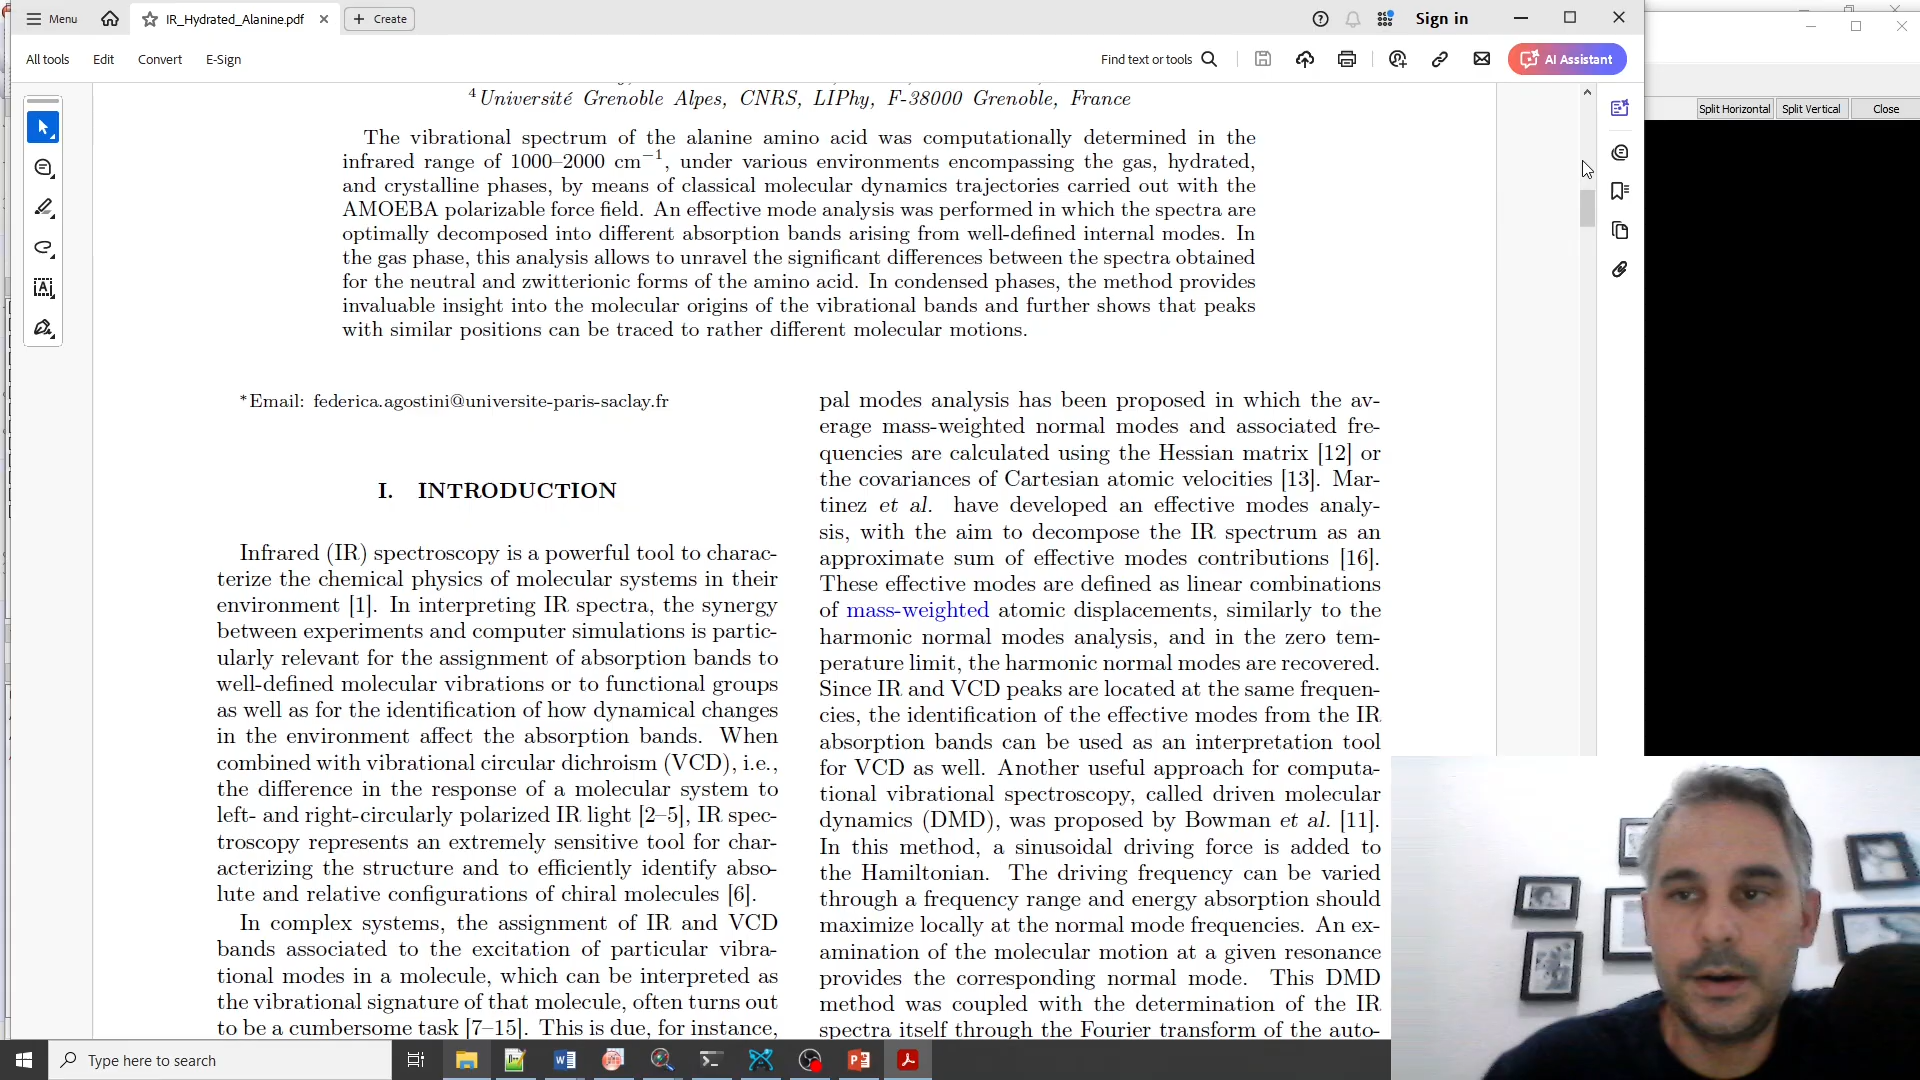 Menu
IR_Hydrated_Alanine.pdf
Create
Sign in
All tools
Edit
Convert
E-Sign
Find text or tools
AI Assistant
Split Horizontal
Split Vertical
Close
⁴Université Grenoble Alpes, CNRS, LIPhy, F-38000 Grenoble, France
The vibrational spectrum of the alanine amino acid was computationally determined in the
infrared range of 1000–2000 cm⁻¹, under various environments encompassing the gas, hydrated,
and crystalline phases, by means of classical molecular dynamics trajectories carried out with the
AMOEBA polarizable force field. An effective mode analysis was performed in which the spectra are
optimally decomposed into different absorption bands arising from well-defined internal modes. In
the gas phase, this analysis allows to unravel the significant differences between the spectra obtained
for the neutral and zwitterionic forms of the amino acid. In condensed phases, the method provides
invaluable insight into the molecular origins of the vibrational bands and further shows that peaks
with similar positions can be traced to rather different molecular motions.
*Email: federica.agostini@universite-paris-saclay.fr
I. INTRODUCTION
Infrared (IR) spectroscopy is a powerful tool to charac-
terize the chemical physics of molecular systems in their
environment [1]. In interpreting IR spectra, the synergy
between experiments and computer simulations is partic-
ularly relevant for the assignment of absorption bands to
well-defined molecular vibrations or to functional groups
as well as for the identification of how dynamical changes
in the environment affect the absorption bands. When
combined with vibrational circular dichroism (VCD), i.e.,
the difference in the response of a molecular system to
left- and right-circularly polarized IR light [2–5], IR spec-
troscopy represents an extremely sensitive tool for char-
acterizing the structure and to efficiently identify abso-
lute and relative configurations of chiral molecules [6].
In complex systems, the assignment of IR and VCD
bands associated to the excitation of particular vibra-
tional modes in a molecule, which can be interpreted as
the vibrational signature of that molecule, often turns out
to be a cumbersome task [7–15]. This is due, for instance,
pal modes analysis has been proposed in which the av-
erage mass-weighted normal modes and associated fre-
quencies are calculated using the Hessian matrix [12] or
the covariances of Cartesian atomic velocities [13]. Mar-
tinez et al. have developed an effective modes analy-
sis, with the aim to decompose the IR spectrum as an
approximate sum of effective modes contributions [16].
These effective modes are defined as linear combinations
of mass-weighted atomic displacements, similarly to the
harmonic normal modes analysis, and in the zero tem-
perature limit, the harmonic normal modes are recovered.
Since IR and VCD peaks are located at the same frequen-
cies, the identification of the effective modes from the IR
absorption bands can be used as an interpretation tool
for VCD as well. Another useful approach for computa-
tional vibrational spectroscopy, called driven molecular
dynamics (DMD), was proposed by Bowman et al. [11].
In this method, a sinusoidal driving force is added to
the Hamiltonian. The driving frequency can be varied
through a frequency range and energy absorption should
maximize locally at the normal mode frequencies. An ex-
amination of the molecular motion at a given resonance
provides the corresponding normal mode. This DMD
method was coupled with the determination of the IR
spectra itself through the Fourier transform of the auto-
Type here to search